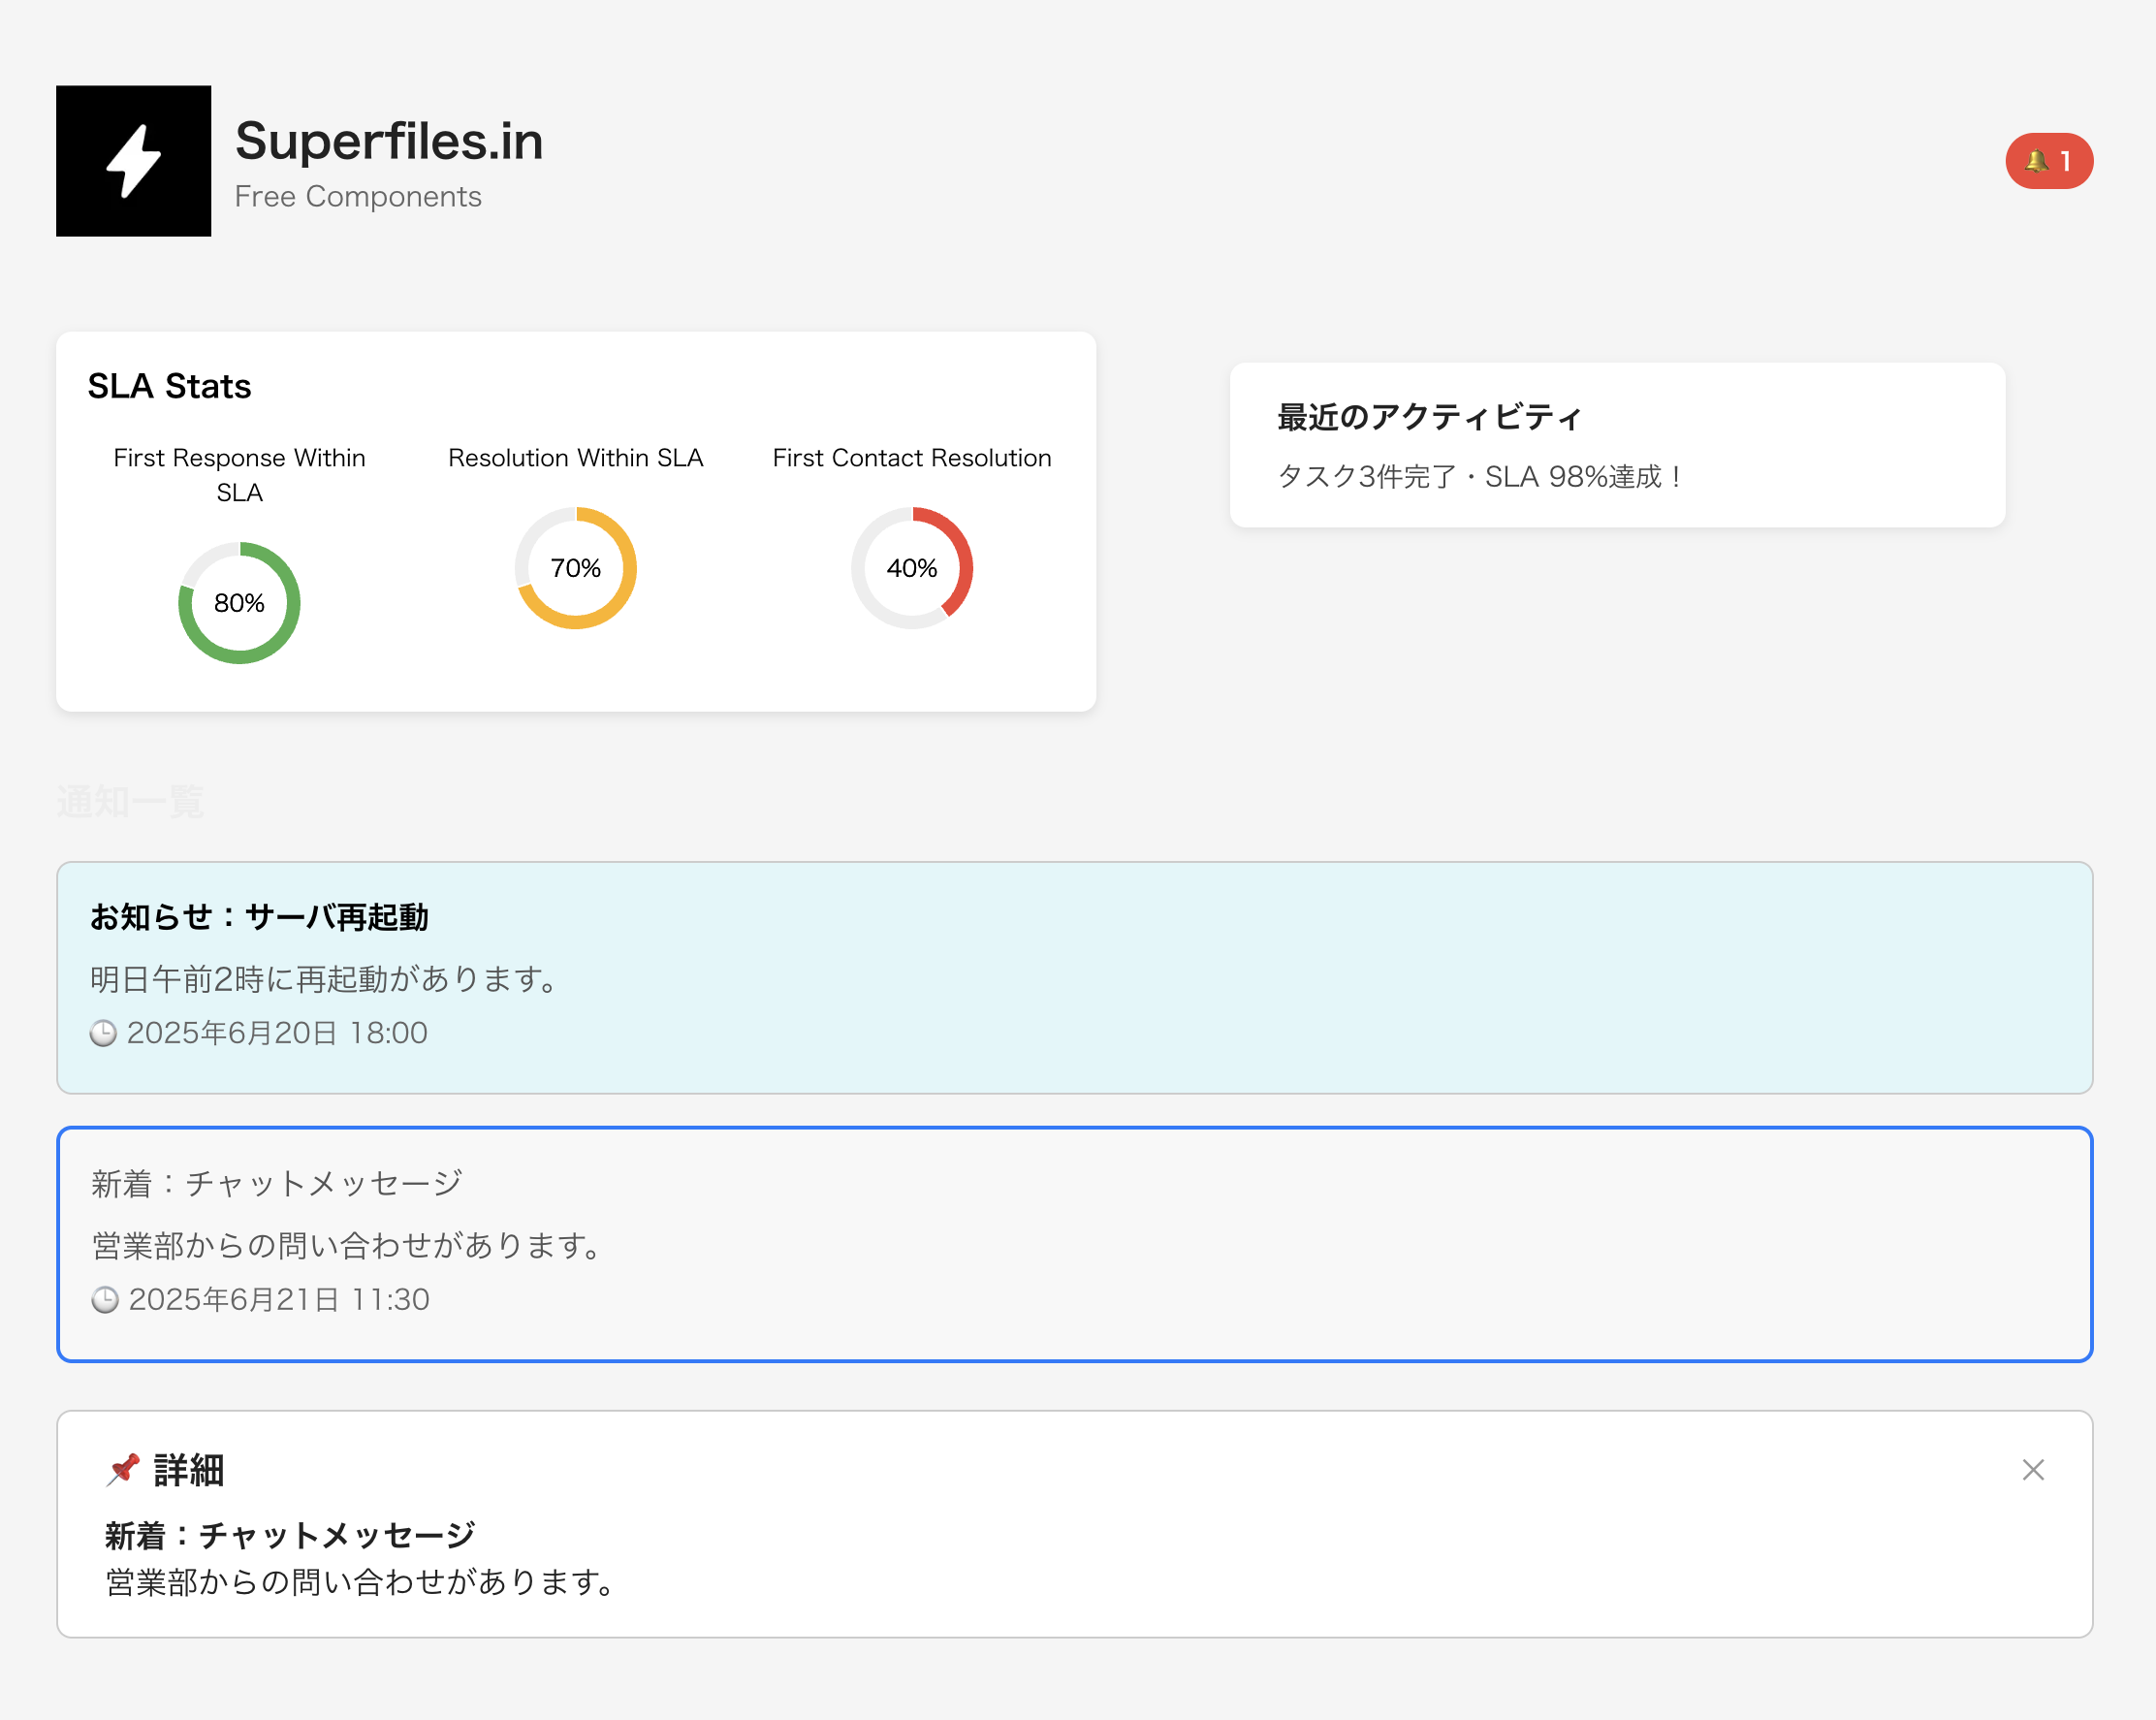 Superfiles.in
Free Components
🔔 1
SLA Stats
First Response Within
SLA
80%
Resolution Within SLA
70%
First Contact Resolution
40%
最近のアクティビティ
タスク3件完了・SLA 98%達成！
通知一覧
お知らせ：サーバ再起動
明日午前2時に再起動があります。
🕒 2025年6月20日 18:00
新着：チャットメッセージ
営業部からの問い合わせがあります。
🕒 2025年6月21日 11:30
📌 詳細
新着：チャットメッセージ
営業部からの問い合わせがあります。